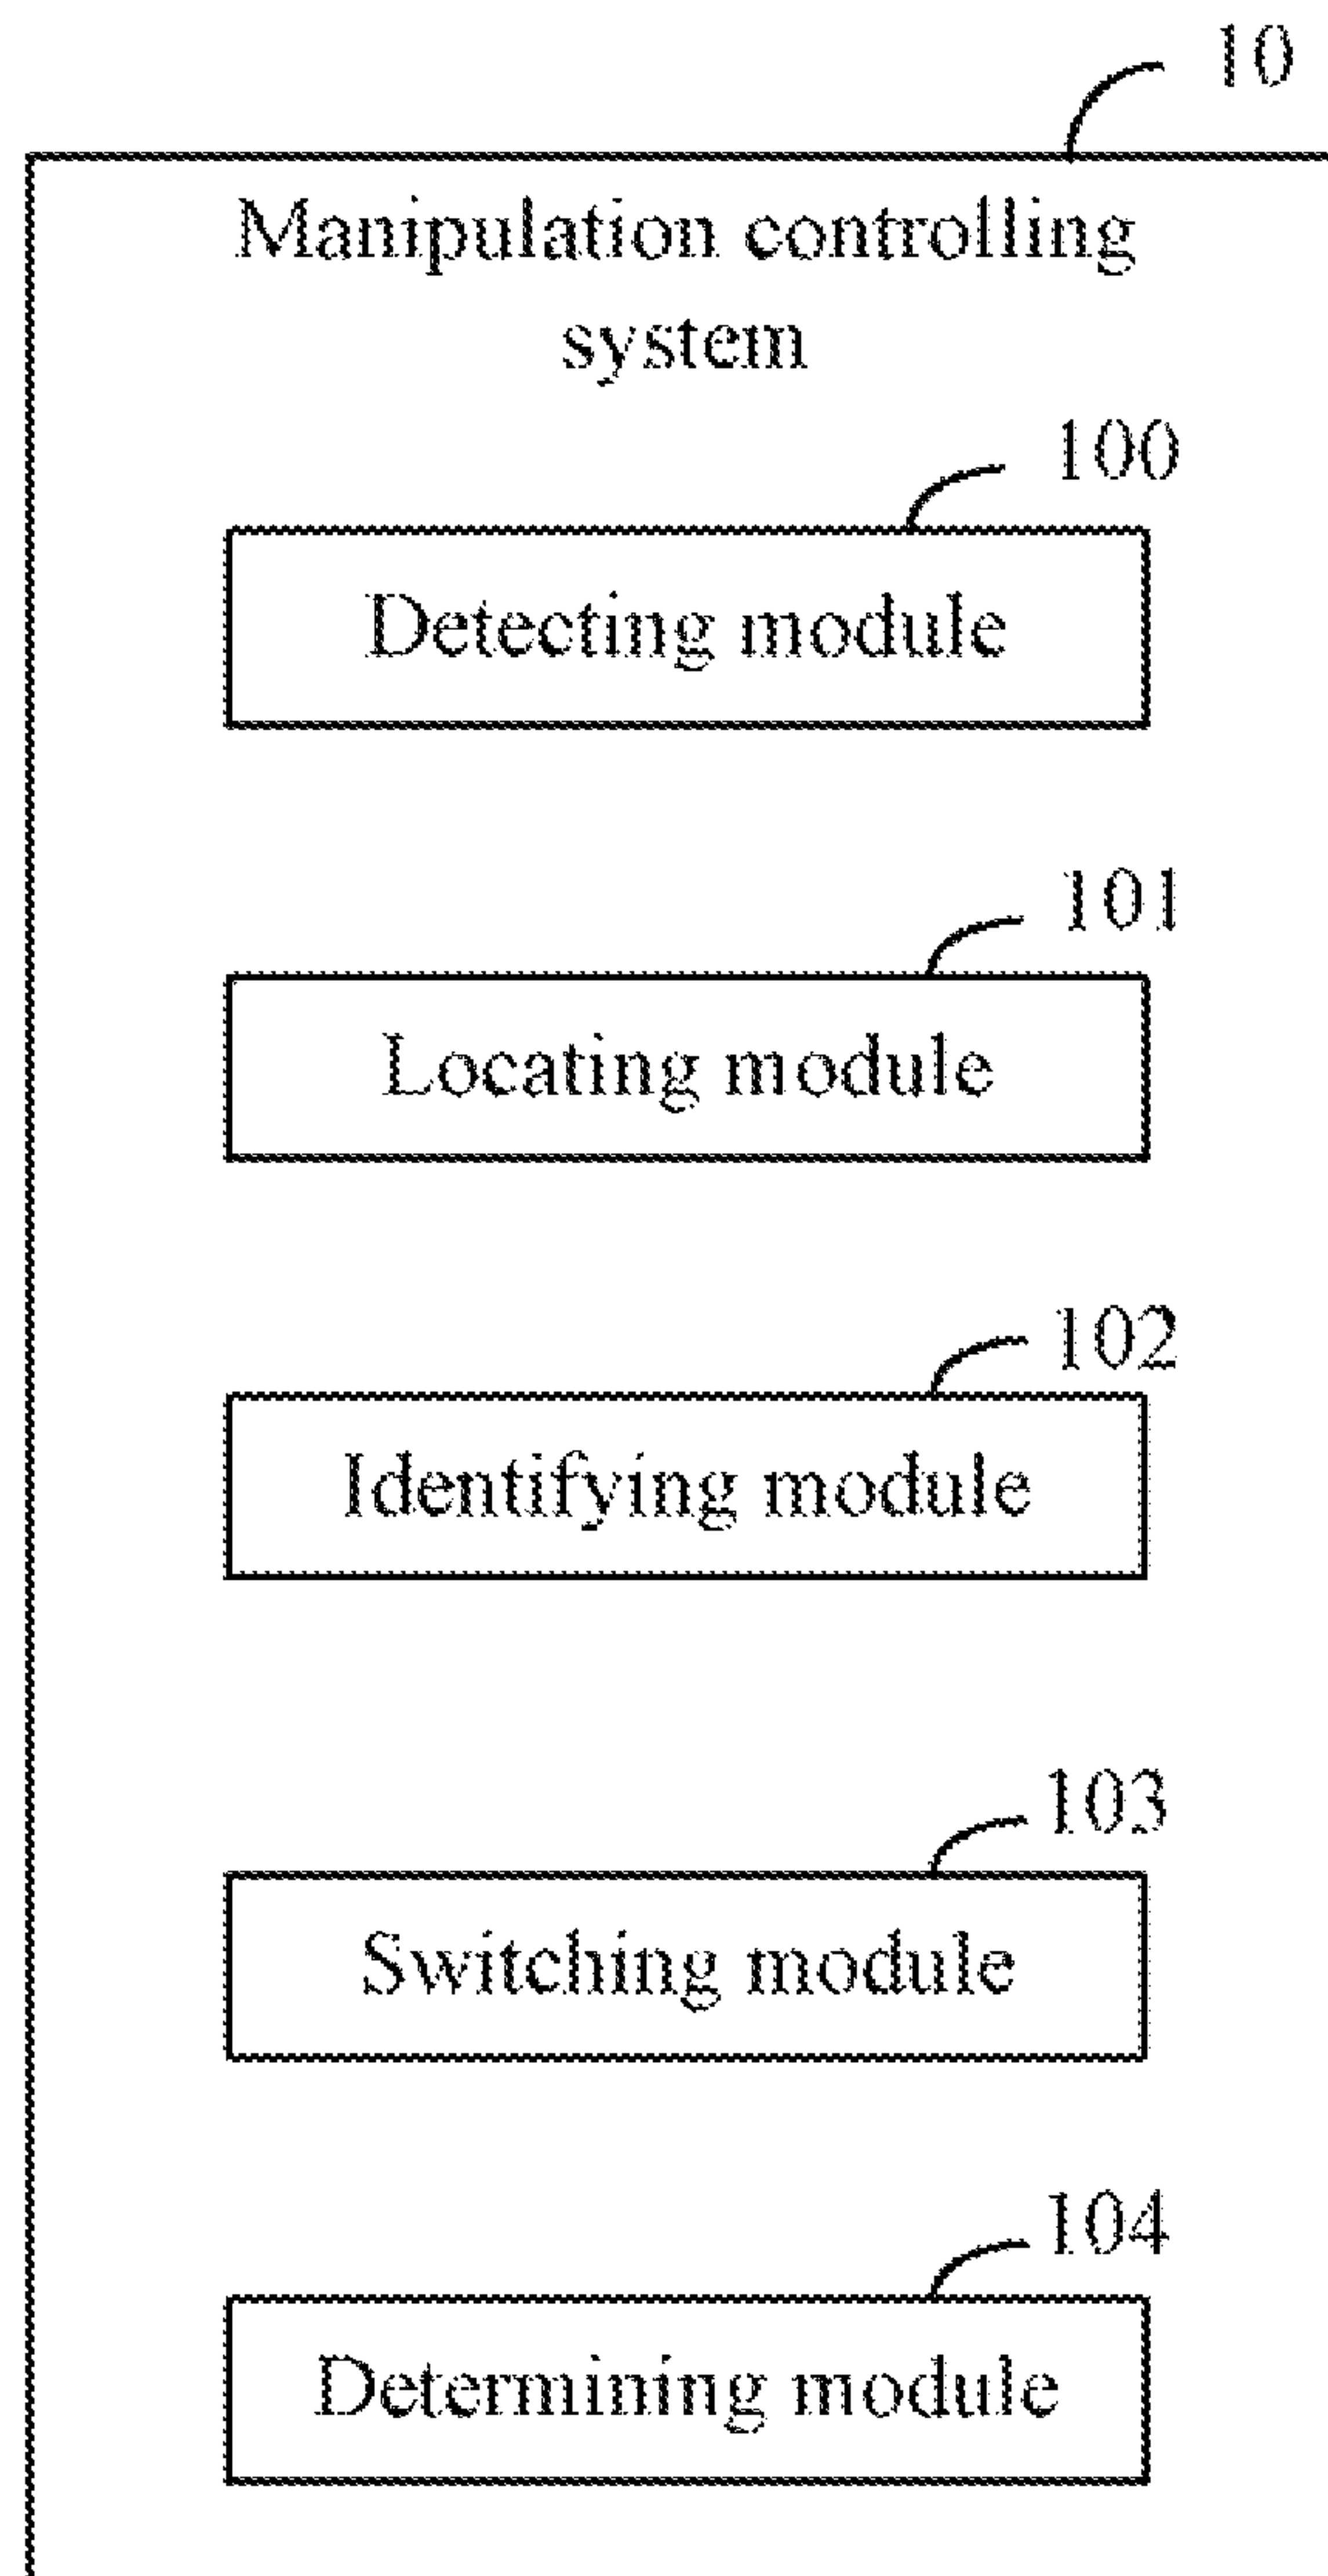 10
Manipulation controlling
system
100
Detecting module
101
Locating module
102
Identifying module
103
Switching module
104
Determining module